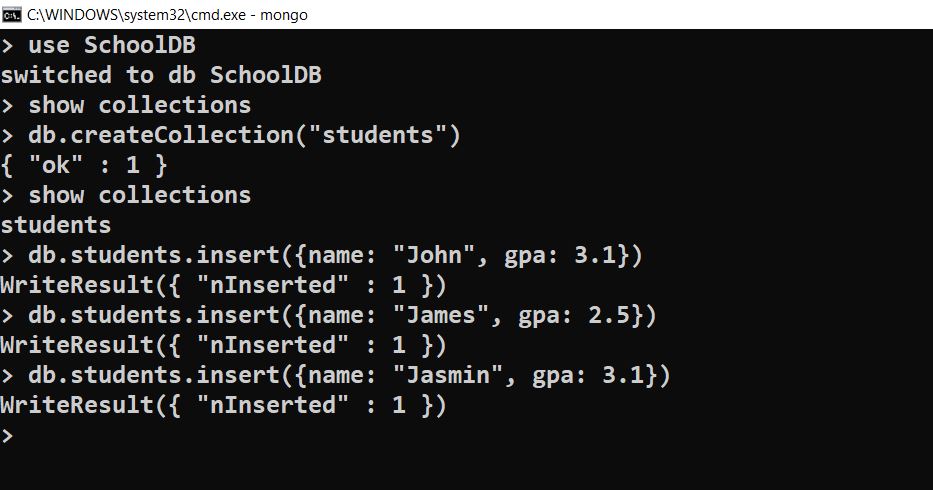 C:\WINDOWS\system32\cmd.exe - mongo
> use SchoolDB
switched to db SchoolDB
> show collections
> db.createCollection("students")
{ "ok" : 1 }
> show collections
students
> db.students.insert({name: "John", gpa: 3.1})
WriteResult({ "nInserted" : 1 })
> db.students.insert({name: "James", gpa: 2.5})
WriteResult({ "nInserted" : 1 })
> db.students.insert({name: "Jasmin", gpa: 3.1})
WriteResult({ "nInserted" : 1 })
>